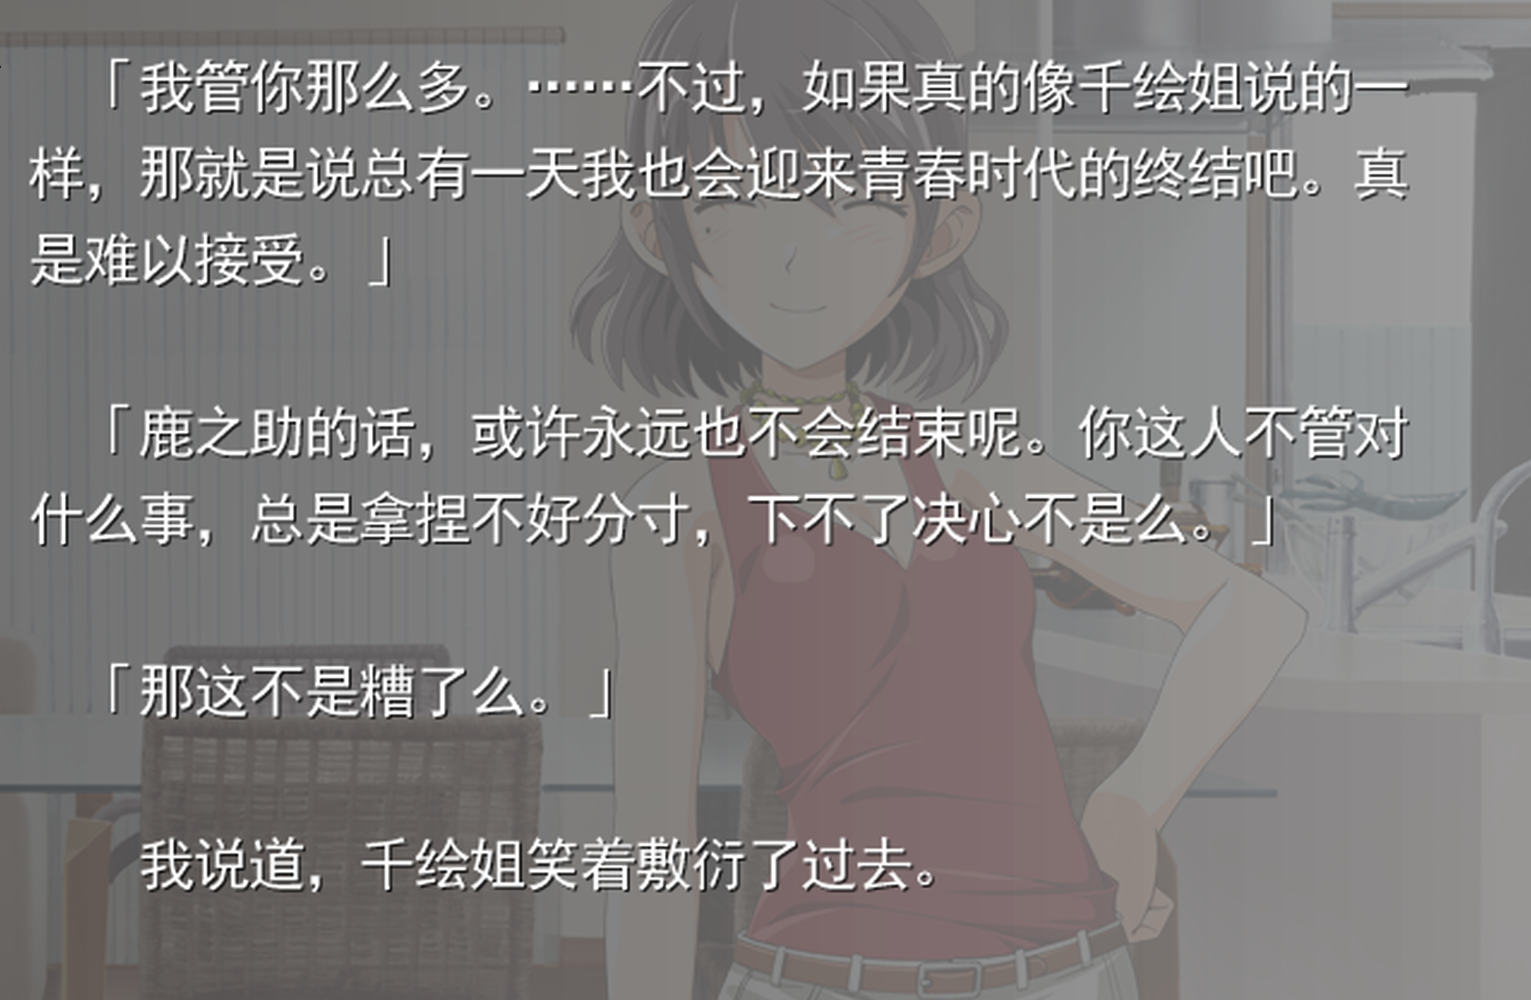 「我管你那么多。……不过，如果真的像千绘姐说的一
样，那就是说总有一天我也会迎来青春时代的终结吧。真
是难以接受。」
「鹿之助的话，或许永远也不会结束呢。你这人不管对
什么事，总是拿捏不好分寸，下不了决心不是么。」
「那这不是糟了么。」
我说道，千绘姐笑着敷衍了过去。